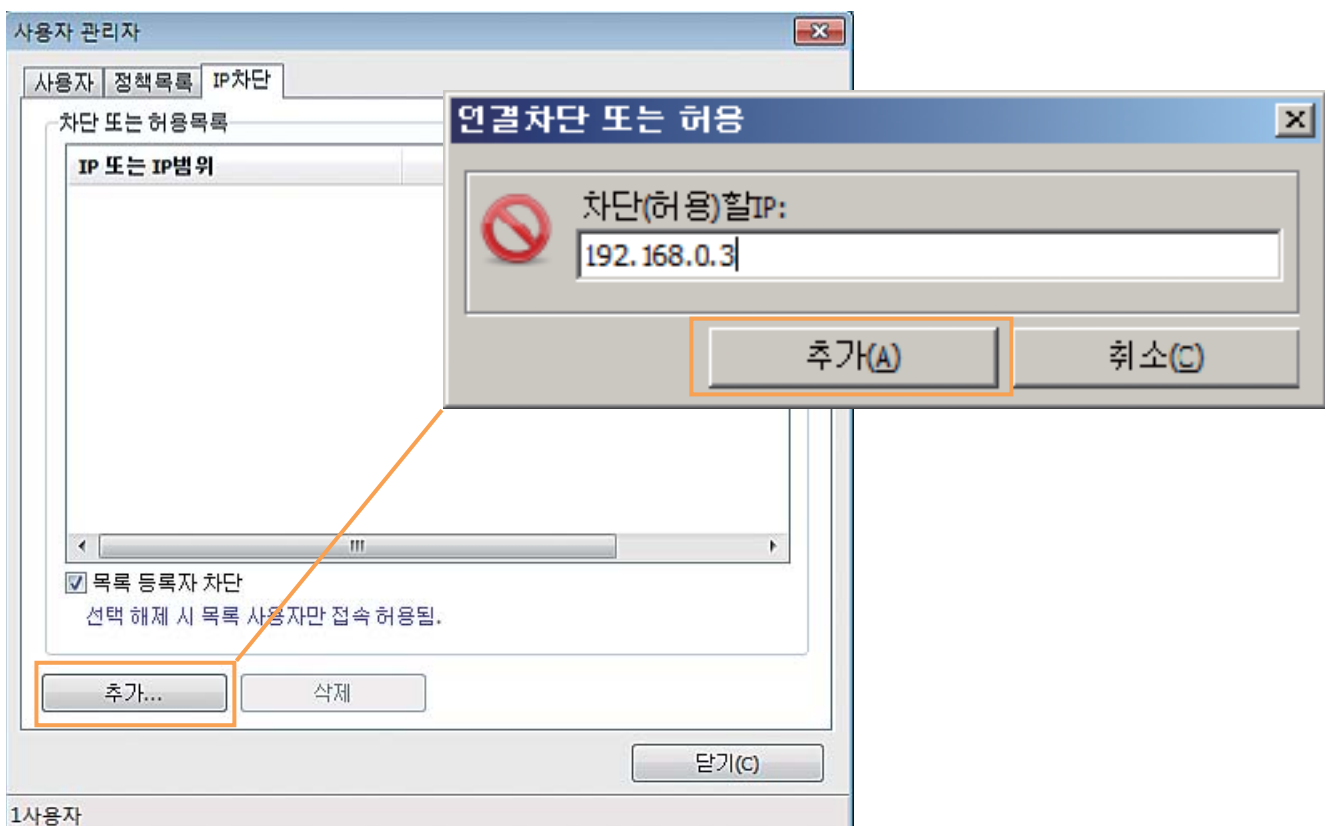 사용자 관리자
사용자 정책목록 IP차단
차단 또는 허용목록
IP 또는 IP범위
목록 등록자 차단
선택 해제 시 목록 사용자만 접속 허용됨.
추가... 삭제
닫기(C)
1사용자
연결차단 또는 허용
차단(허용)할IP:
192.168.0.3
추가(A) 취소(C)